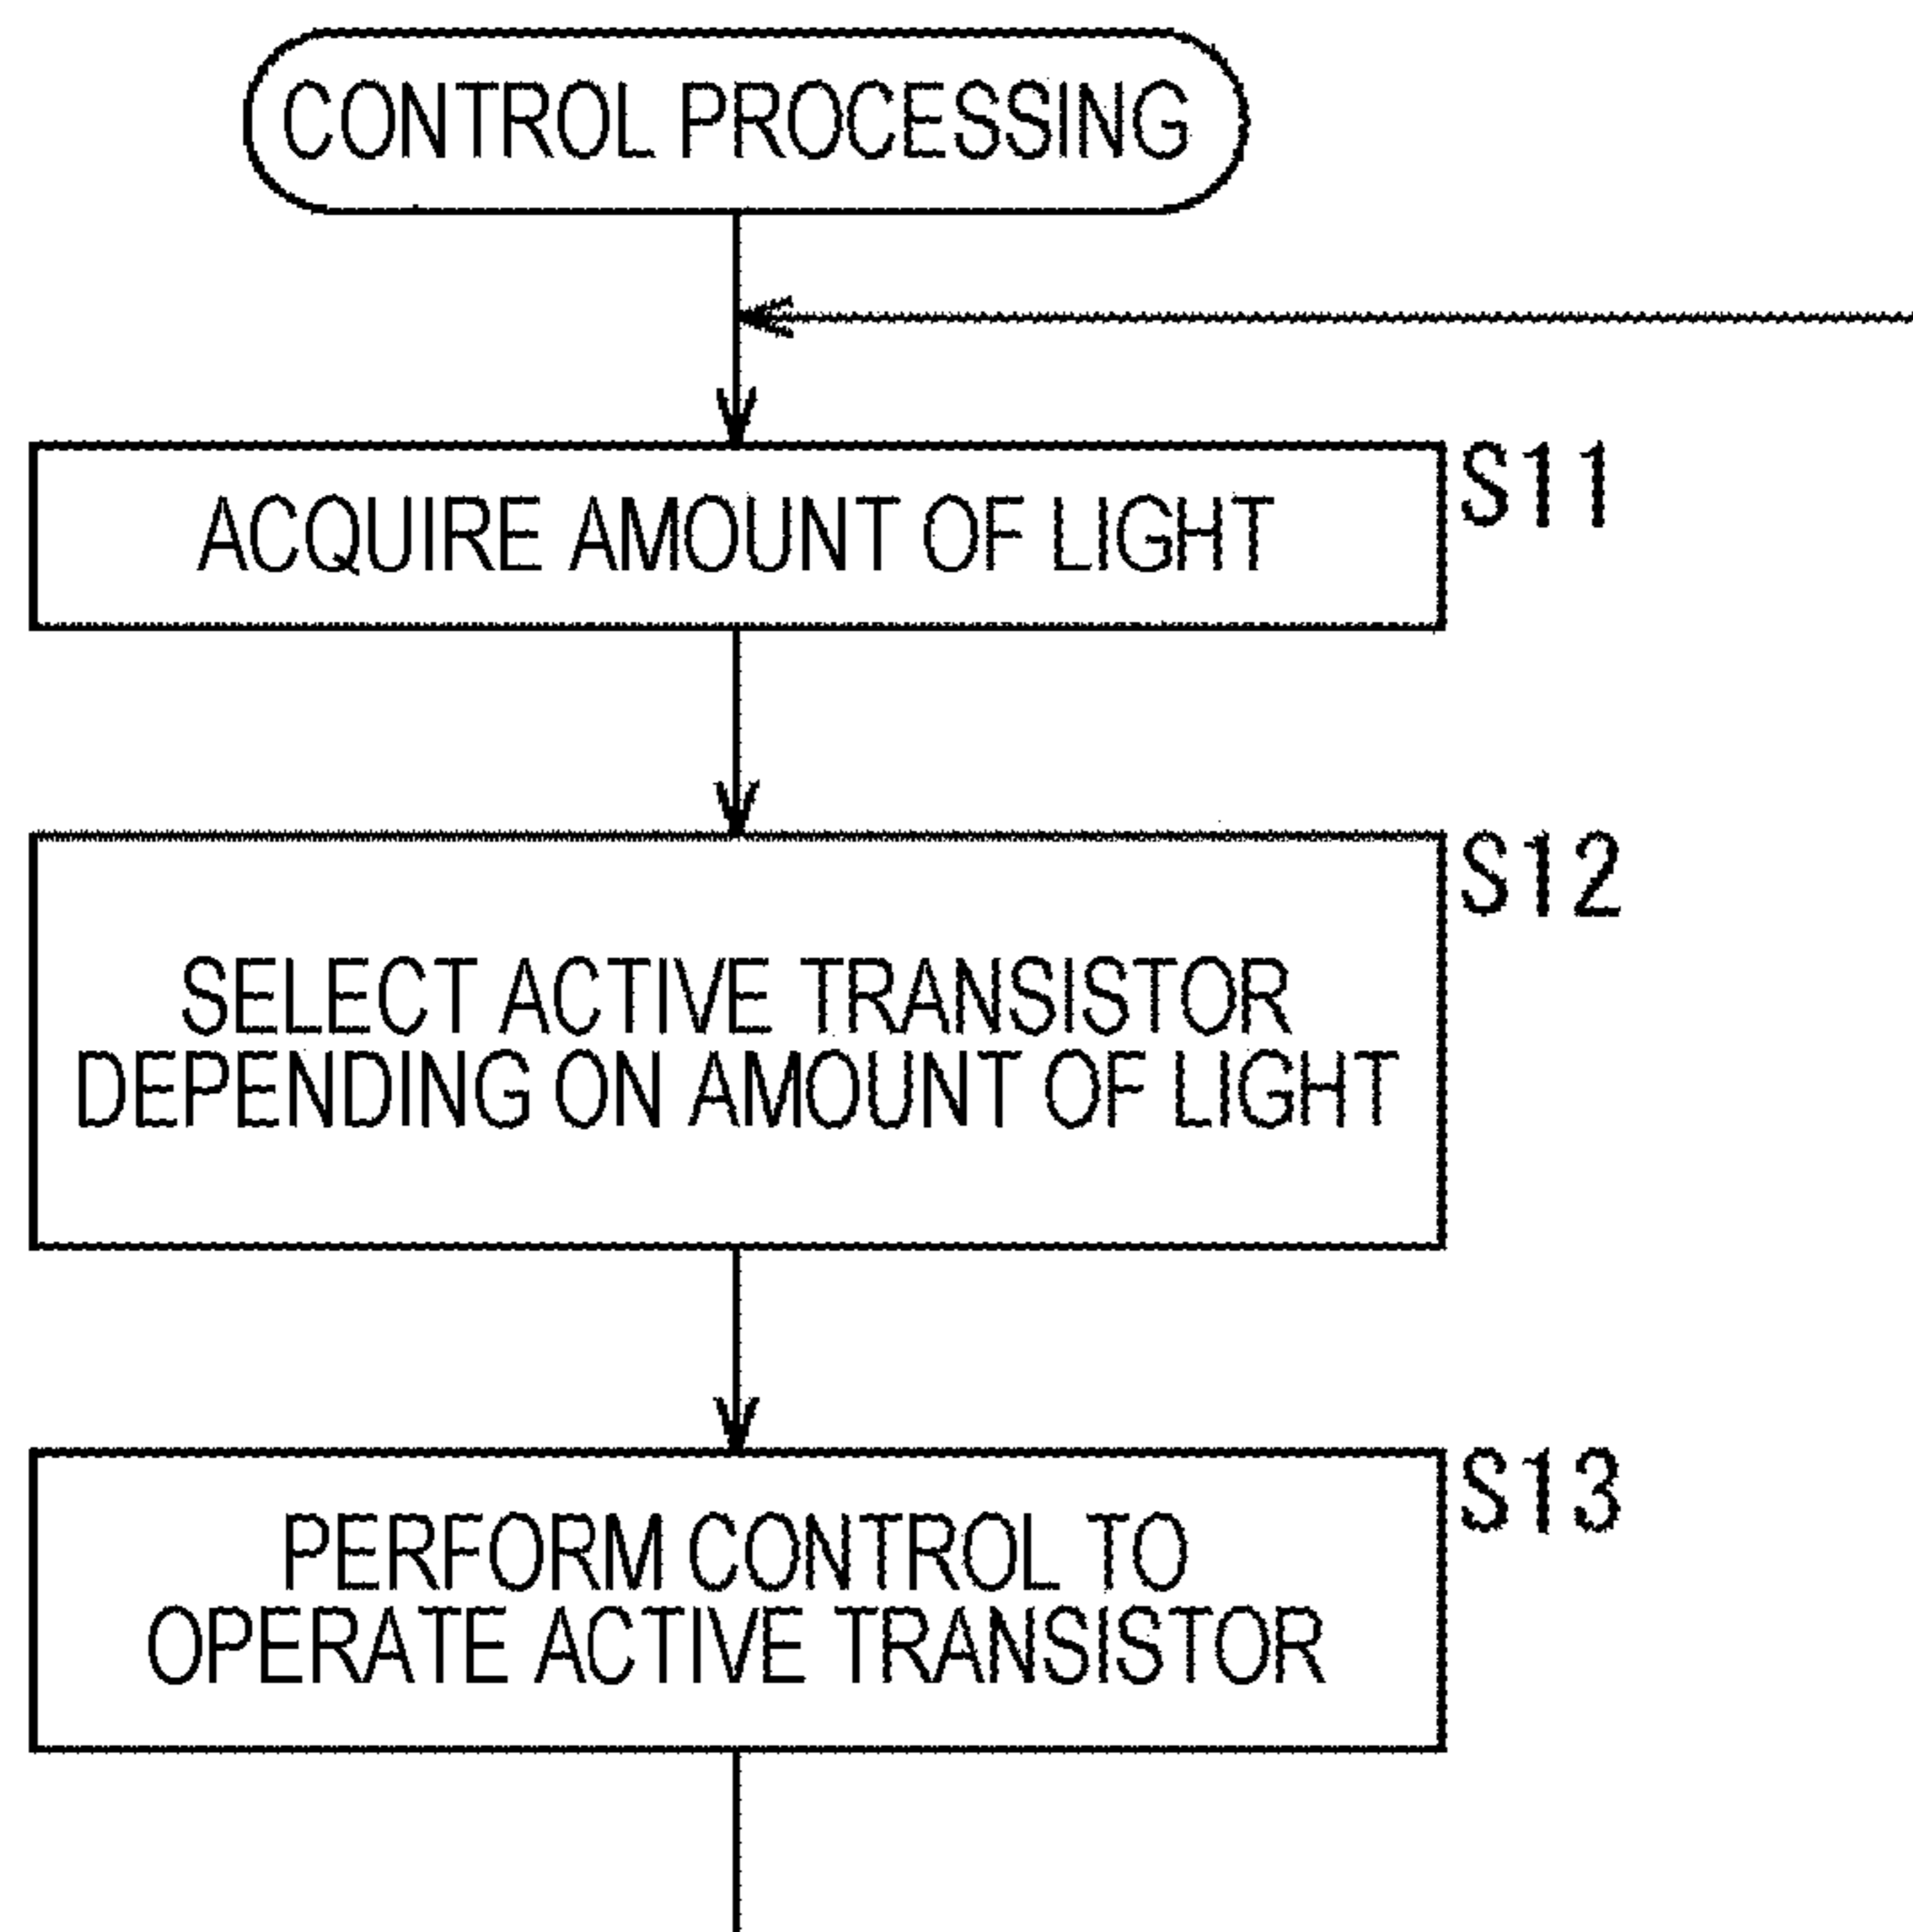 CONTROL PROCESSING
ACQUIRE AMOUNT OF LIGHT
S11
SELECT ACTIVE TRANSISTOR
DEPENDING ON AMOUNT OF LIGHT
S12
PERFORM CONTROL TO
OPERATE ACTIVE TRANSISTOR
S13